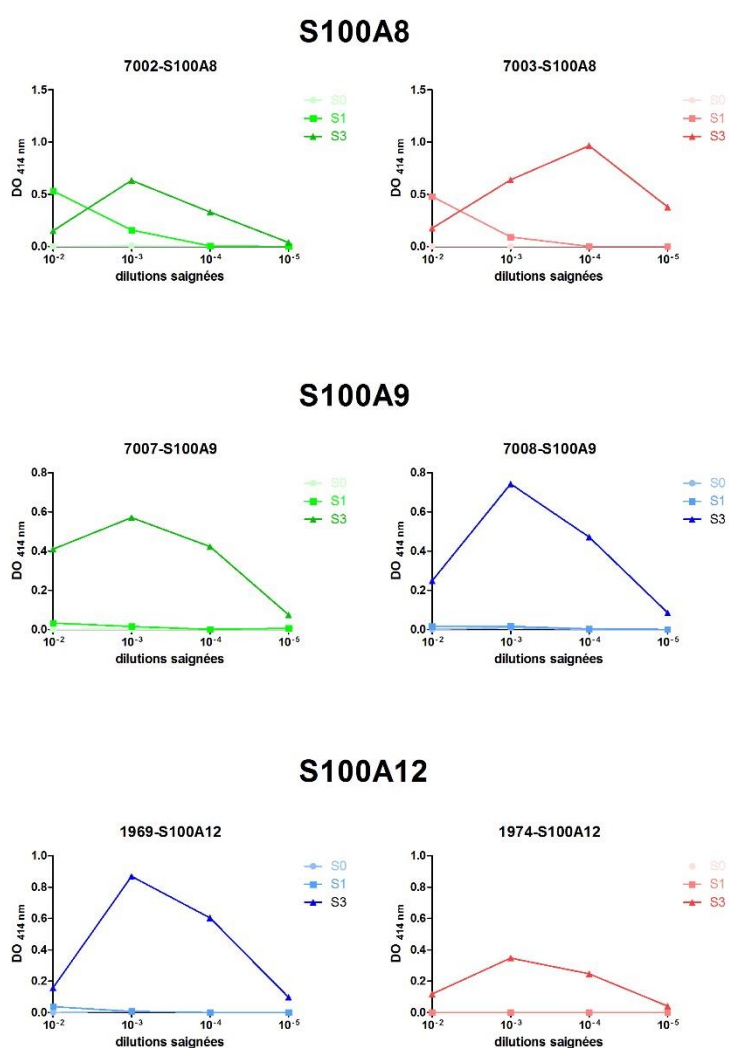 S100A8
7002-S100A8
1.5
1.0
0.5
0.0
DO 414 nm
10-2
10-3
10-4
10-5
dilutions saignées
S0
S1
S3
7003-S100A8
1.5
1.0
0.5
0.0
DO 414 nm
10-2
10-3
10-4
10-5
dilutions saignées
S0
S1
S3
S100A9
7007-S100A9
0.8
0.6
0.4
0.2
0.0
DO 414 nm
10-2
10-3
10-4
10-5
dilutions saignées
S0
S1
S3
7008-S100A9
0.8
0.6
0.4
0.2
0.0
DO 414 nm
10-2
10-3
10-4
10-5
dilutions saignées
S0
S1
S3
S100A12
1969-S100A12
1.0
0.8
0.6
0.4
0.2
0.0
DO 414 nm
10-2
10-3
10-4
10-5
dilutions saignées
S0
S1
S3
1974-S100A12
1.0
0.8
0.6
0.4
0.2
0.0
DO 414 nm
10-2
10-3
10-4
10-5
dilutions saignées
S0
S1
S3